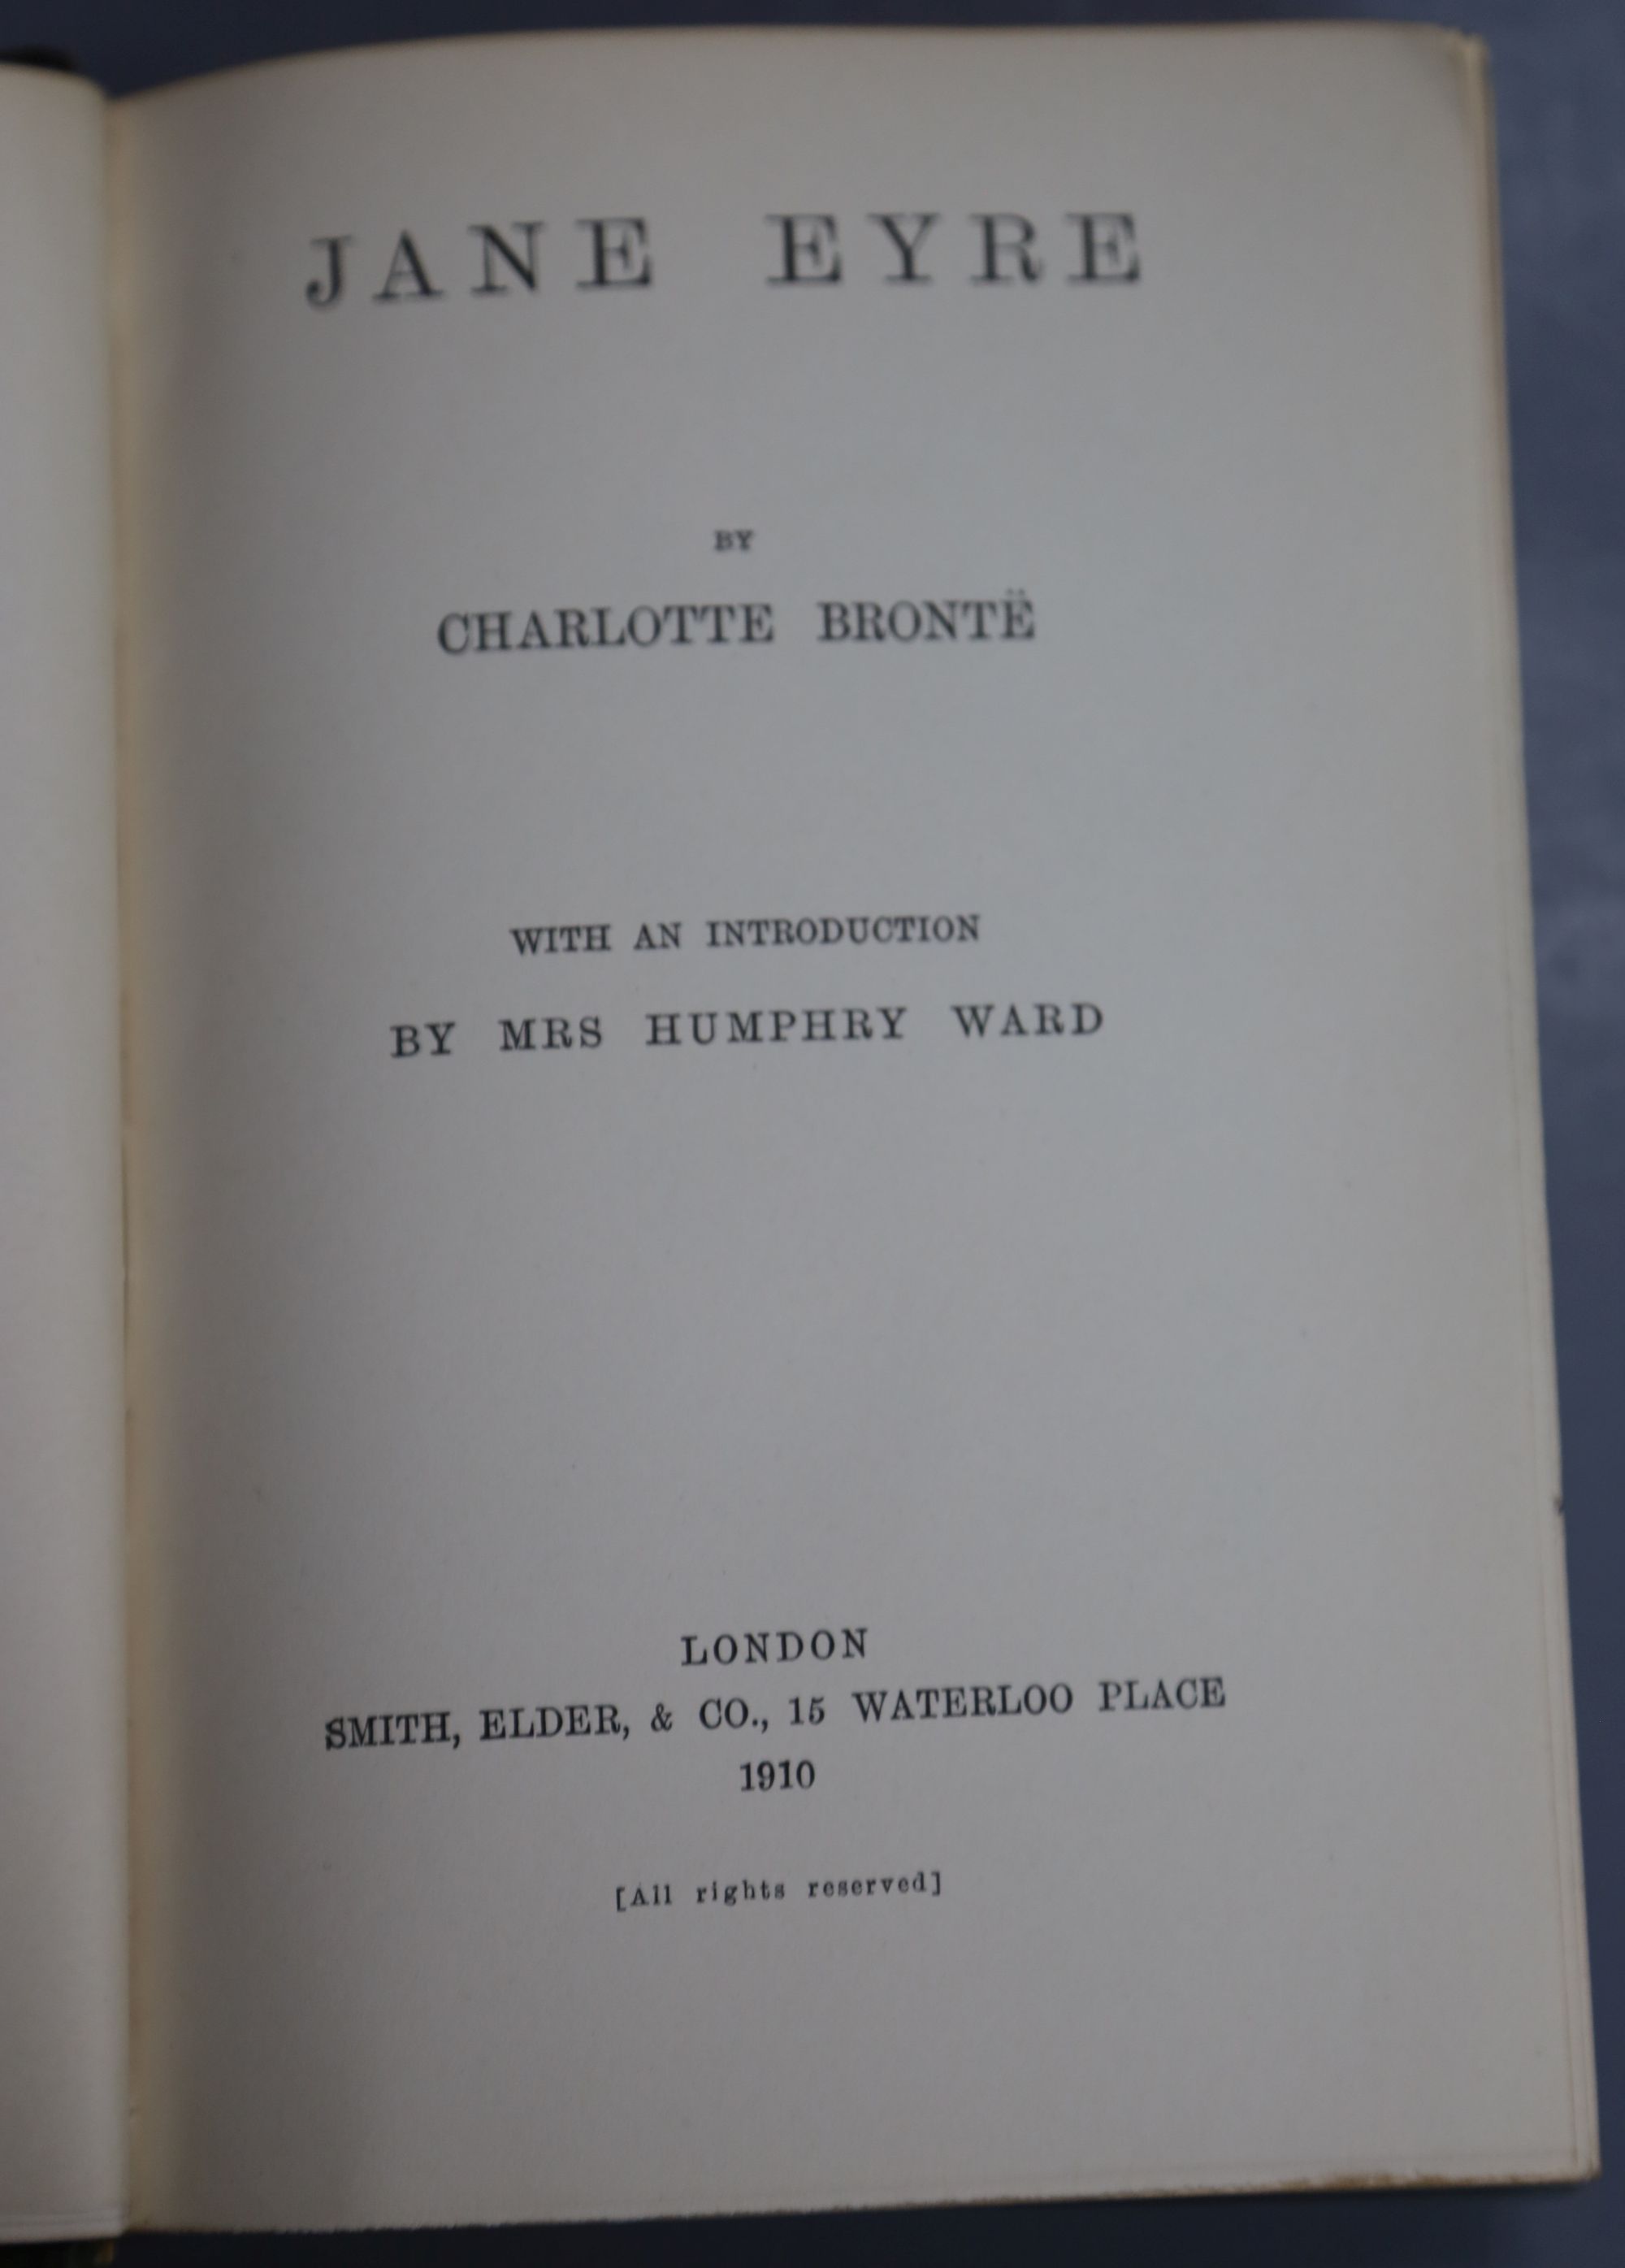 JANE EYRE
BY
CHARLOTTE BRONTË
WITH AN INTRODUCTION
BY MRS HUMPHRY WARD
LONDON
SMITH, ELDER, & CO., 15 WATERLOO PLACE
1910
[All rights reserved]